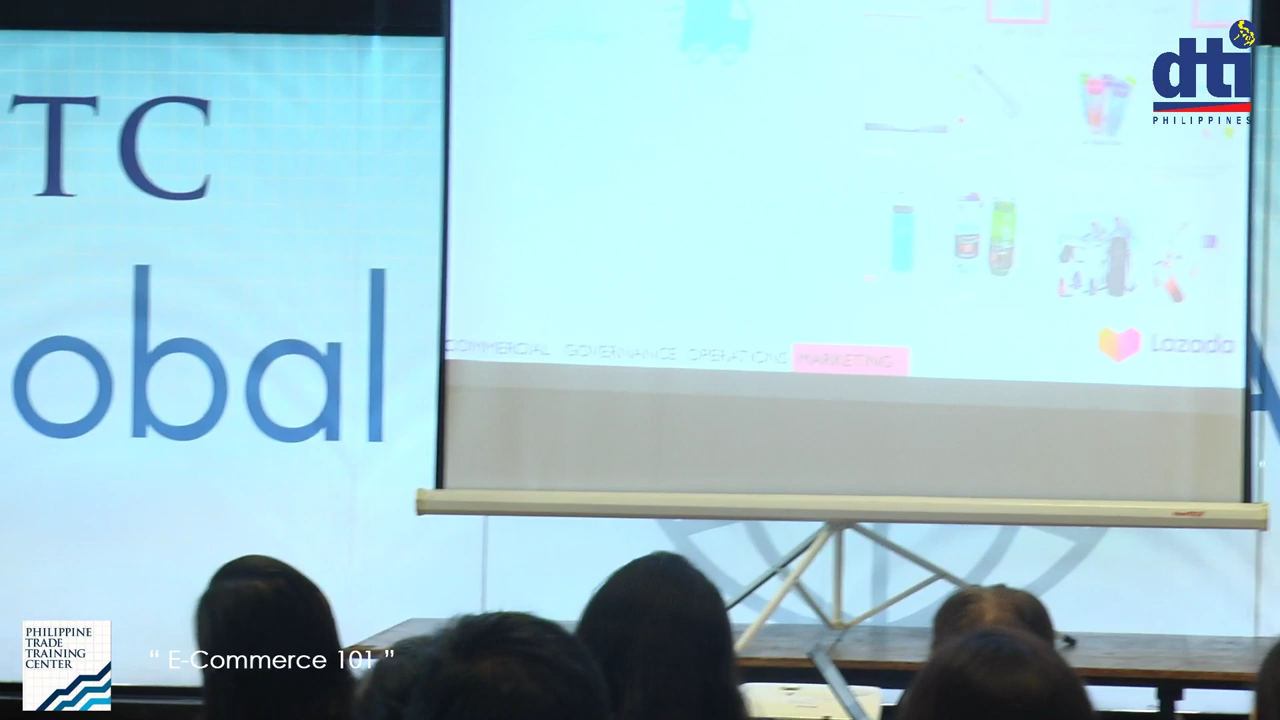 TC
obal
dti
PHILIPPINES
COMMERCIAL GOVERNANCE OPERATIONS MARKETING
Lazada
PHILIPPINE
TRADE
TRAINING
CENTER
“ E-Commerce 101 ”